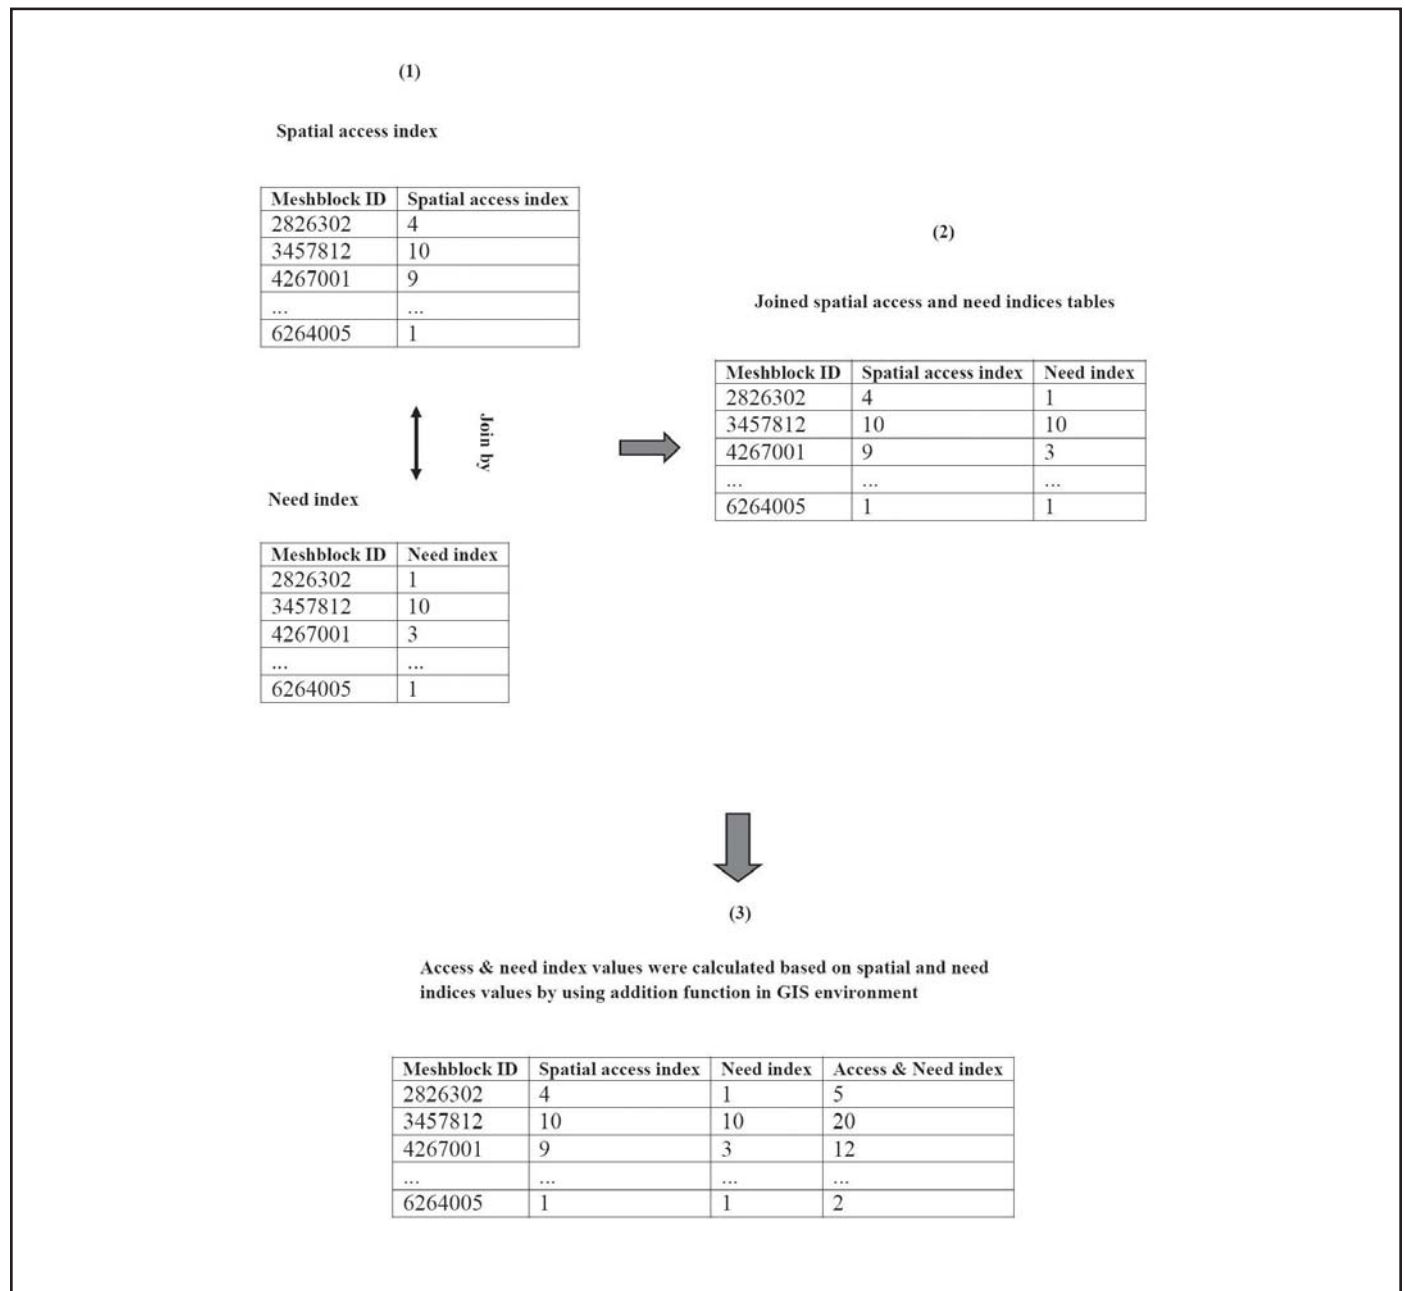 (1)
Spatial access index
Meshblock ID Spatial access index
2826302 4
3457812 10
4267001 9
... ...
6264005 1
Join by
Need index
Meshblock ID Need index
2826302 1
3457812 10
4267001 3
... ...
6264005 1
(2)
Joined spatial access and need indices tables
Meshblock ID Spatial access index Need index
2826302 4 1
3457812 10 10
4267001 9 3
... ... ...
6264005 1 1
(3)
Access & need index values were calculated based on spatial and need
indices values by using addition function in GIS environment
Meshblock ID Spatial access index Need index Access & Need index
2826302 4 1 5
3457812 10 10 20
4267001 9 3 12
... ... ... ...
6264005 1 1 2